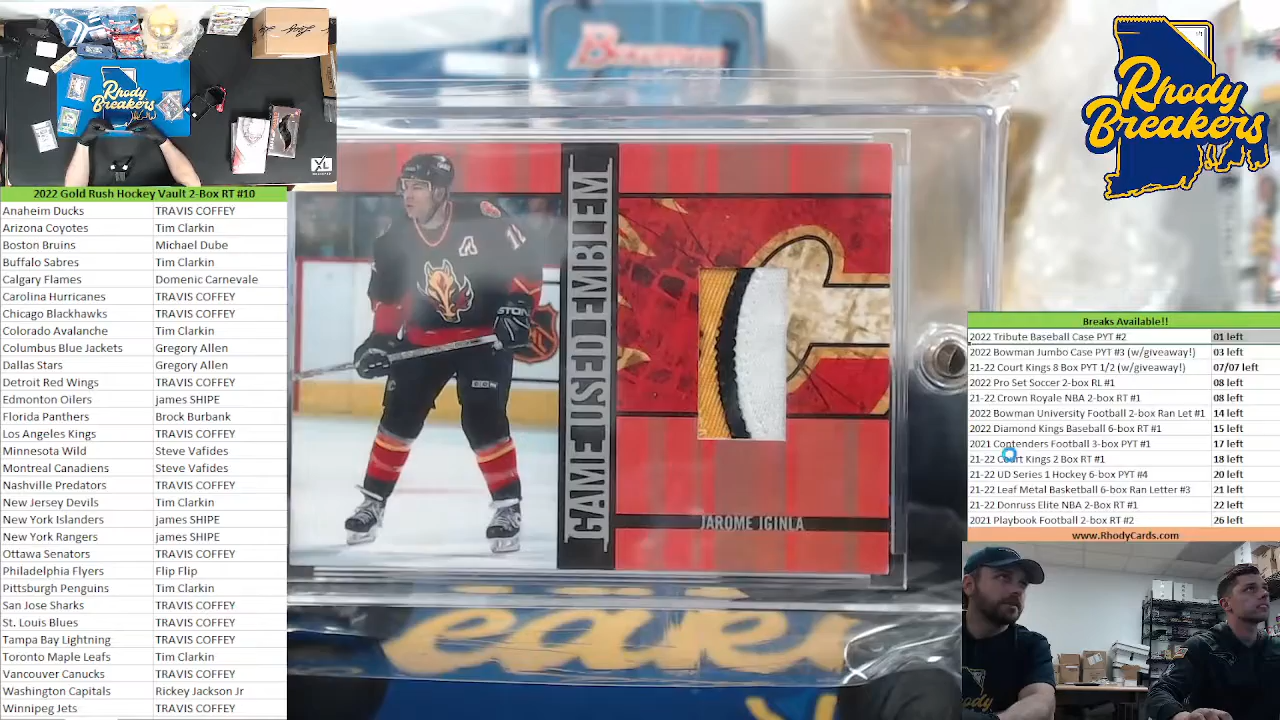 Rhody
Breakers
XL
2022 Gold Rush Hockey Vault 2-Box RT #10
Anaheim Ducks TRAVIS COFFEY
Arizona Coyotes Tim Clarkin
Boston Bruins Michael Dube
Buffalo Sabres Tim Clarkin
Calgary Flames Domenic Carnevale
Carolina Hurricanes TRAVIS COFFEY
Chicago Blackhawks TRAVIS COFFEY
Colorado Avalanche Tim Clarkin
Columbus Blue Jackets Gregory Allen
Dallas Stars Gregory Allen
Detroit Red Wings TRAVIS COFFEY
Edmonton Oilers james SHIPE
Florida Panthers Brock Burbank
Los Angeles Kings TRAVIS COFFEY
Minnesota Wild Steve Vafides
Montreal Canadiens Steve Vafides
Nashville Predators TRAVIS COFFEY
New Jersey Devils Tim Clarkin
New York Islanders james SHIPE
New York Rangers james SHIPE
Ottawa Senators TRAVIS COFFEY
Philadelphia Flyers Flip Flip
Pittsburgh Penguins Tim Clarkin
San Jose Sharks TRAVIS COFFEY
St. Louis Blues TRAVIS COFFEY
Tampa Bay Lightning TRAVIS COFFEY
Toronto Maple Leafs Tim Clarkin
Vancouver Canucks TRAVIS COFFEY
Washington Capitals Rickey Jackson Jr
Winnipeg Jets TRAVIS COFFEY
Bowman
A
11
GAME USED EMBLEM
JAROME IGINLA
Rhody
Breakers
Breaks Available!!
2022 Tribute Baseball Case PYT #2 01 left
2022 Bowman Jumbo Case PYT #3 (w/giveaway!) 03 left
21-22 Court Kings 8 Box PYT 1/2 (w/giveaway!) 07/07 left
2022 Pro Set Soccer 2-box RL #1 08 left
21-22 Crown Royale NBA 2-box RT #1 08 left
2022 Bowman University Football 2-box Ran Let #1 14 left
2022 Diamond Kings Baseball 6-box RT #1 15 left
2021 Contenders Football 3-box PYT #1 17 left
21-22 Court Kings 2 Box RT #1 18 left
21-22 UD Series 1 Hockey 6-box PYT #4 20 left
21-22 Leaf Metal Basketball 6-box Ran Letter #3 21 left
21-22 Donruss Elite NBA 2-Box RT #1 22 left
2021 Playbook Football 2-box RT #2 26 left
www.RhodyCards.com
Rhody